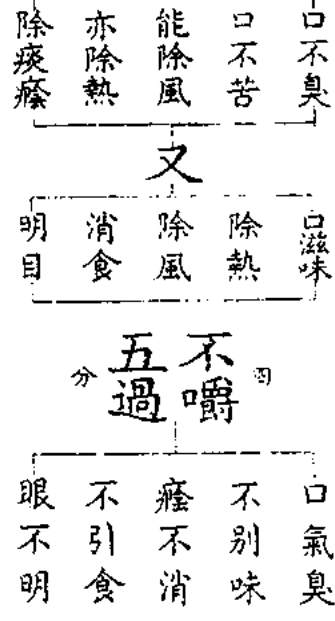 口不臭
口不苦
能除風
亦除熱
除痰癊
又
口滋味
除熱
除風
消食
明目
四
不嚼
五過
分
口氣臭
不別味
癊不消
不引食
眼不明